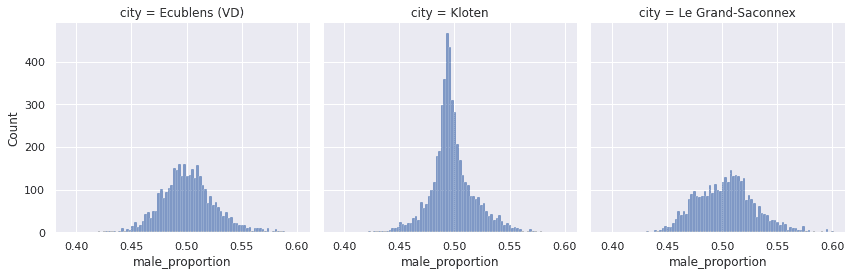 city = Ecublens (VD)
city = Kloten
city = Le Grand-Saconnex
Count
400
300
200
100
0
0.40 0.45 0.50 0.55 0.60
0.40 0.45 0.50 0.55 0.60
0.40 0.45 0.50 0.55 0.60
male_proportion
male_proportion
male_proportion